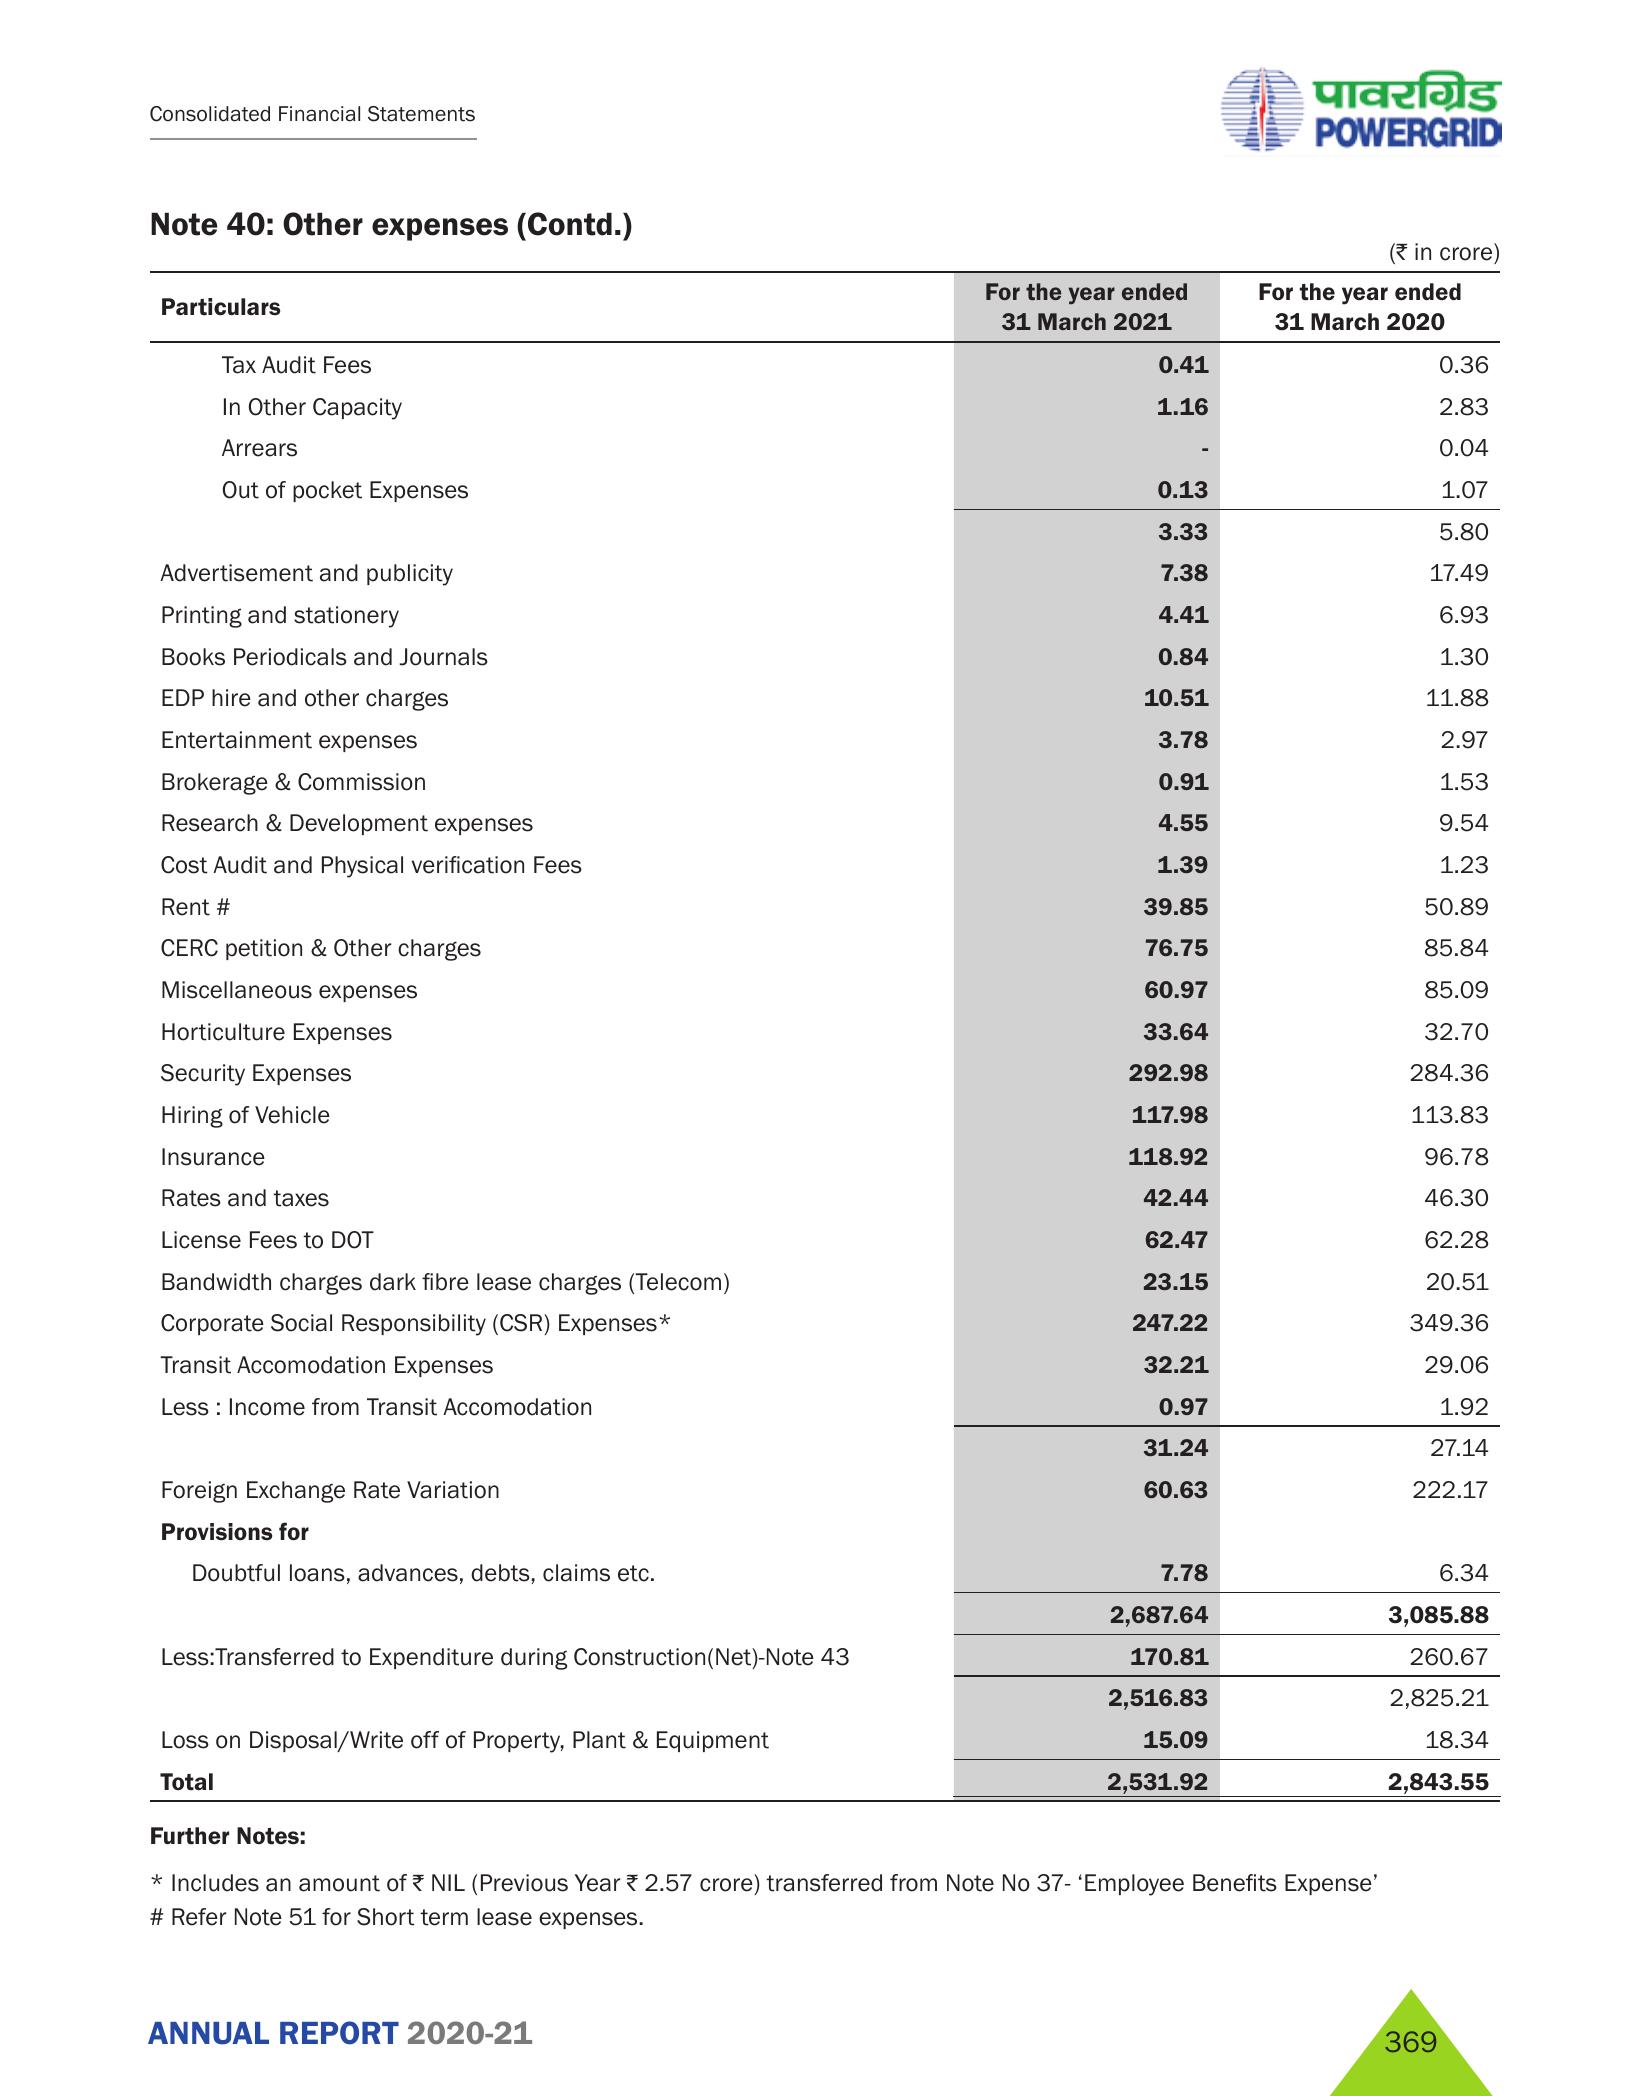 Consolidated Financial Statements
पावरग्रिड
POWERGRID
Note 40: Other expenses (Contd.)
(₹ in crore)
Particulars For the year ended 31 March 2021 For the year ended 31 March 2020
Tax Audit Fees 0.41 0.36
In Other Capacity 1.16 2.83
Arrears - 0.04
Out of pocket Expenses 0.13 1.07
3.33 5.80
Advertisement and publicity 7.38 17.49
Printing and stationery 4.41 6.93
Books Periodicals and Journals 0.84 1.30
EDP hire and other charges 10.51 11.88
Entertainment expenses 3.78 2.97
Brokerage & Commission 0.91 1.53
Research & Development expenses 4.55 9.54
Cost Audit and Physical verification Fees 1.39 1.23
Rent # 39.85 50.89
CERC petition & Other charges 76.75 85.84
Miscellaneous expenses 60.97 85.09
Horticulture Expenses 33.64 32.70
Security Expenses 292.98 284.36
Hiring of Vehicle 117.98 113.83
Insurance 118.92 96.78
Rates and taxes 42.44 46.30
License Fees to DOT 62.47 62.28
Bandwidth charges dark fibre lease charges (Telecom) 23.15 20.51
Corporate Social Responsibility (CSR) Expenses* 247.22 349.36
Transit Accomodation Expenses 32.21 29.06
Less : Income from Transit Accomodation 0.97 1.92
31.24 27.14
Foreign Exchange Rate Variation 60.63 222.17
Provisions for
Doubtful loans, advances, debts, claims etc. 7.78 6.34
2,687.64 3,085.88
Less:Transferred to Expenditure during Construction(Net)-Note 43 170.81 260.67
2,516.83 2,825.21
Loss on Disposal/Write off of Property, Plant & Equipment 15.09 18.34
Total 2,531.92 2,843.55
Further Notes:
* Includes an amount of ₹ NIL (Previous Year ₹ 2.57 crore) transferred from Note No 37- ‘Employee Benefits Expense’
# Refer Note 51 for Short term lease expenses.
ANNUAL REPORT 2020-21
369